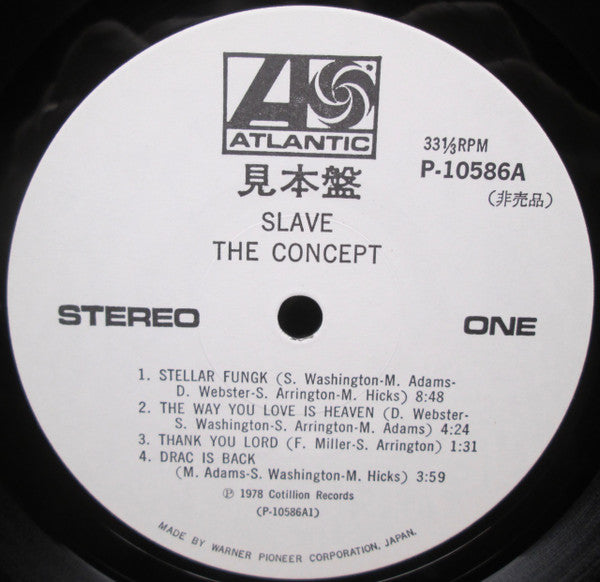 ATLANTIC
見本盤
33⅓RPM
P-10586A
(非売品)
SLAVE
THE CONCEPT
STEREO
ONE
1. STELLAR FUNGK (S. Washington-M. Adams-
D. Webster-S. Arrington-M. Hicks) 8:48
2. THE WAY YOU LOVE IS HEAVEN (D. Webster-
S. Washington-S. Arrington-M. Adams) 4:24
3. THANK YOU LORD (F. Miller-S. Arrington) 1:31
4. DRAC IS BACK
(M. Adams-S. Washington-M. Hicks) 3:59
Ⓟ 1978 Cotillion Records
(P-10586A1)
MADE BY WARNER PIONEER CORPORATION, JAPAN.